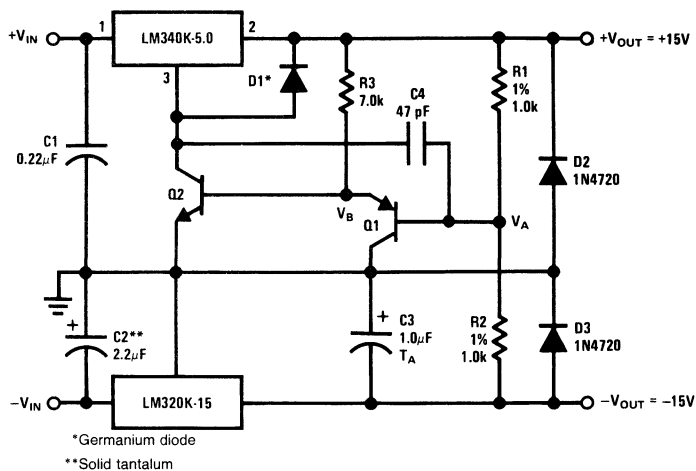 +VIN
1
LM340K-5.0
2
+VOUT = +15V
3
D1*
R3
7.0k
C4
47 pF
R1
1%
1.0k
C1
0.22μF
Q2
D2
1N4720
VB
Q1
VA
+
C2**
2.2μF
+
C3
1.0μF
TA
R2
1%
1.0k
D3
1N4720
−VIN
LM320K-15
−VOUT = −15V
*Germanium diode
**Solid tantalum